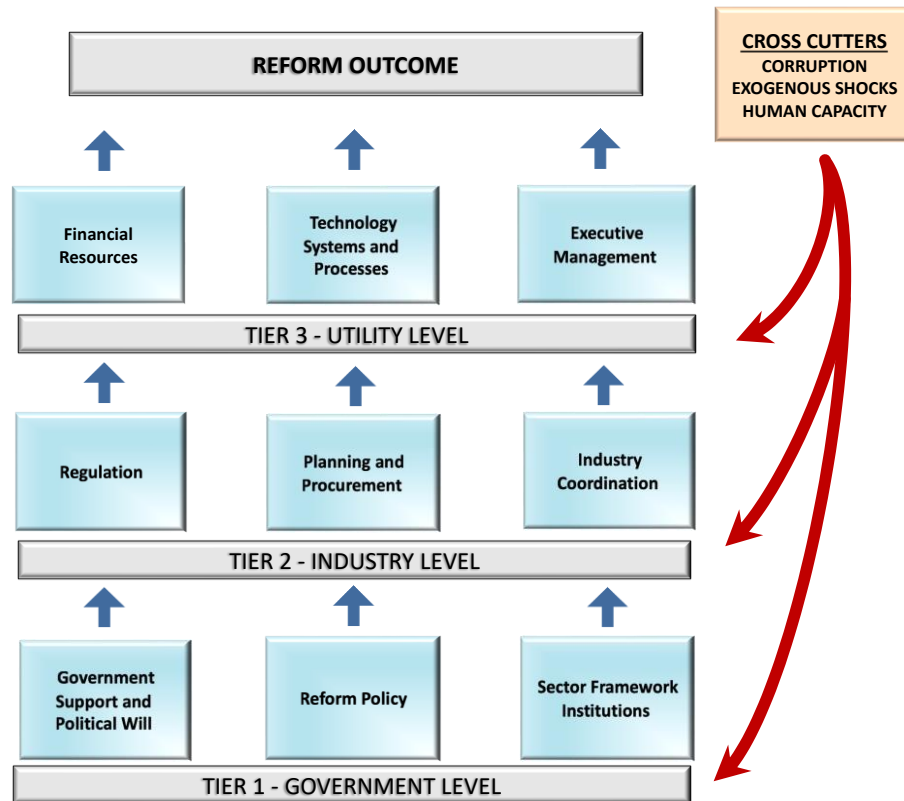 REFORM OUTCOME
CROSS CUTTERS
CORRUPTION
EXOGENOUS SHOCKS
HUMAN CAPACITY
Financial
Resources
Technology
Systems and
Processes
Executive
Management
TIER 3 - UTILITY LEVEL
Regulation
Planning and
Procurement
Industry
Coordination
TIER 2 - INDUSTRY LEVEL
Government
Support and
Political Will
Reform Policy
Sector Framework
Institutions
TIER 1 - GOVERNMENT LEVEL